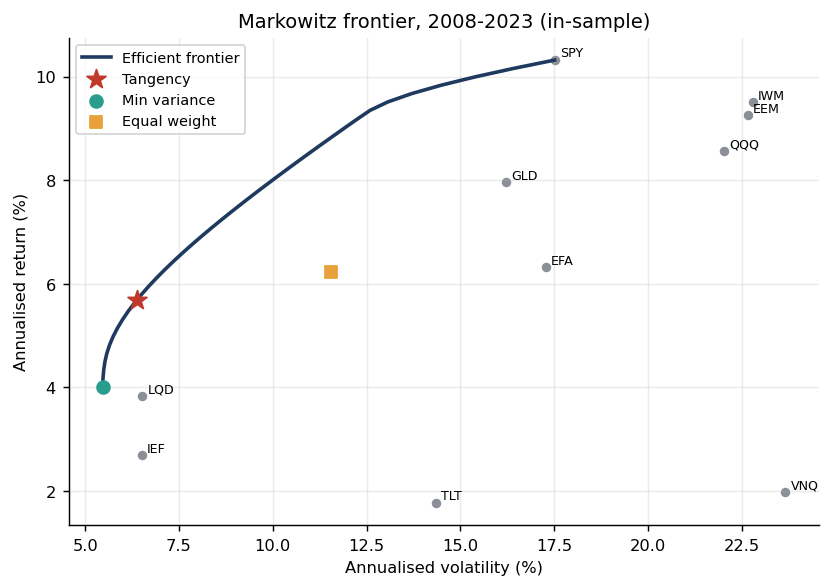 Markowitz frontier, 2008-2023 (in-sample)
Efficient frontier
Tangency
Min variance
Equal weight
SPY
IWM
EEM
QQQ
GLD
EFA
LQD
IEF
TLT
VNQ
Annualised return (%)
10
8
6
4
2
5.0 7.5 10.0 12.5 15.0 17.5 20.0 22.5
Annualised volatility (%)